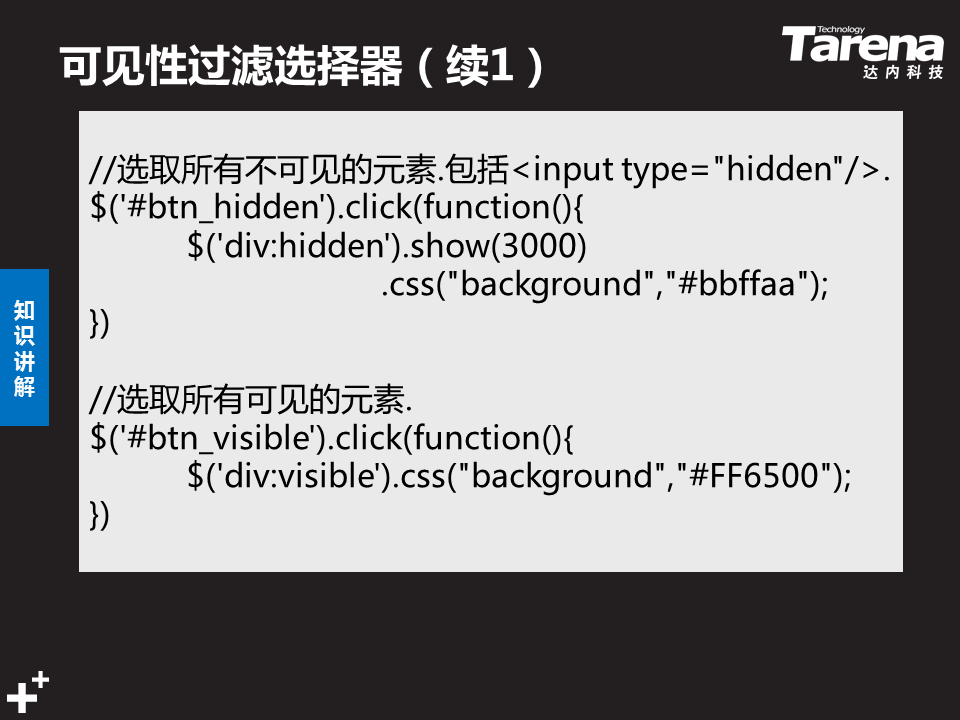 可见性过滤选择器（续1）
Technology
Tarena
达内科技
//选取所有不可见的元素.包括<input type="hidden"/>.
$('#btn_hidden').click(function(){
$('div:hidden').show(3000)
.css("background","#bbffaa");
})
//选取所有可见的元素.
$('#btn_visible').click(function(){
$('div:visible').css("background","#FF6500");
})
知
识
讲
解